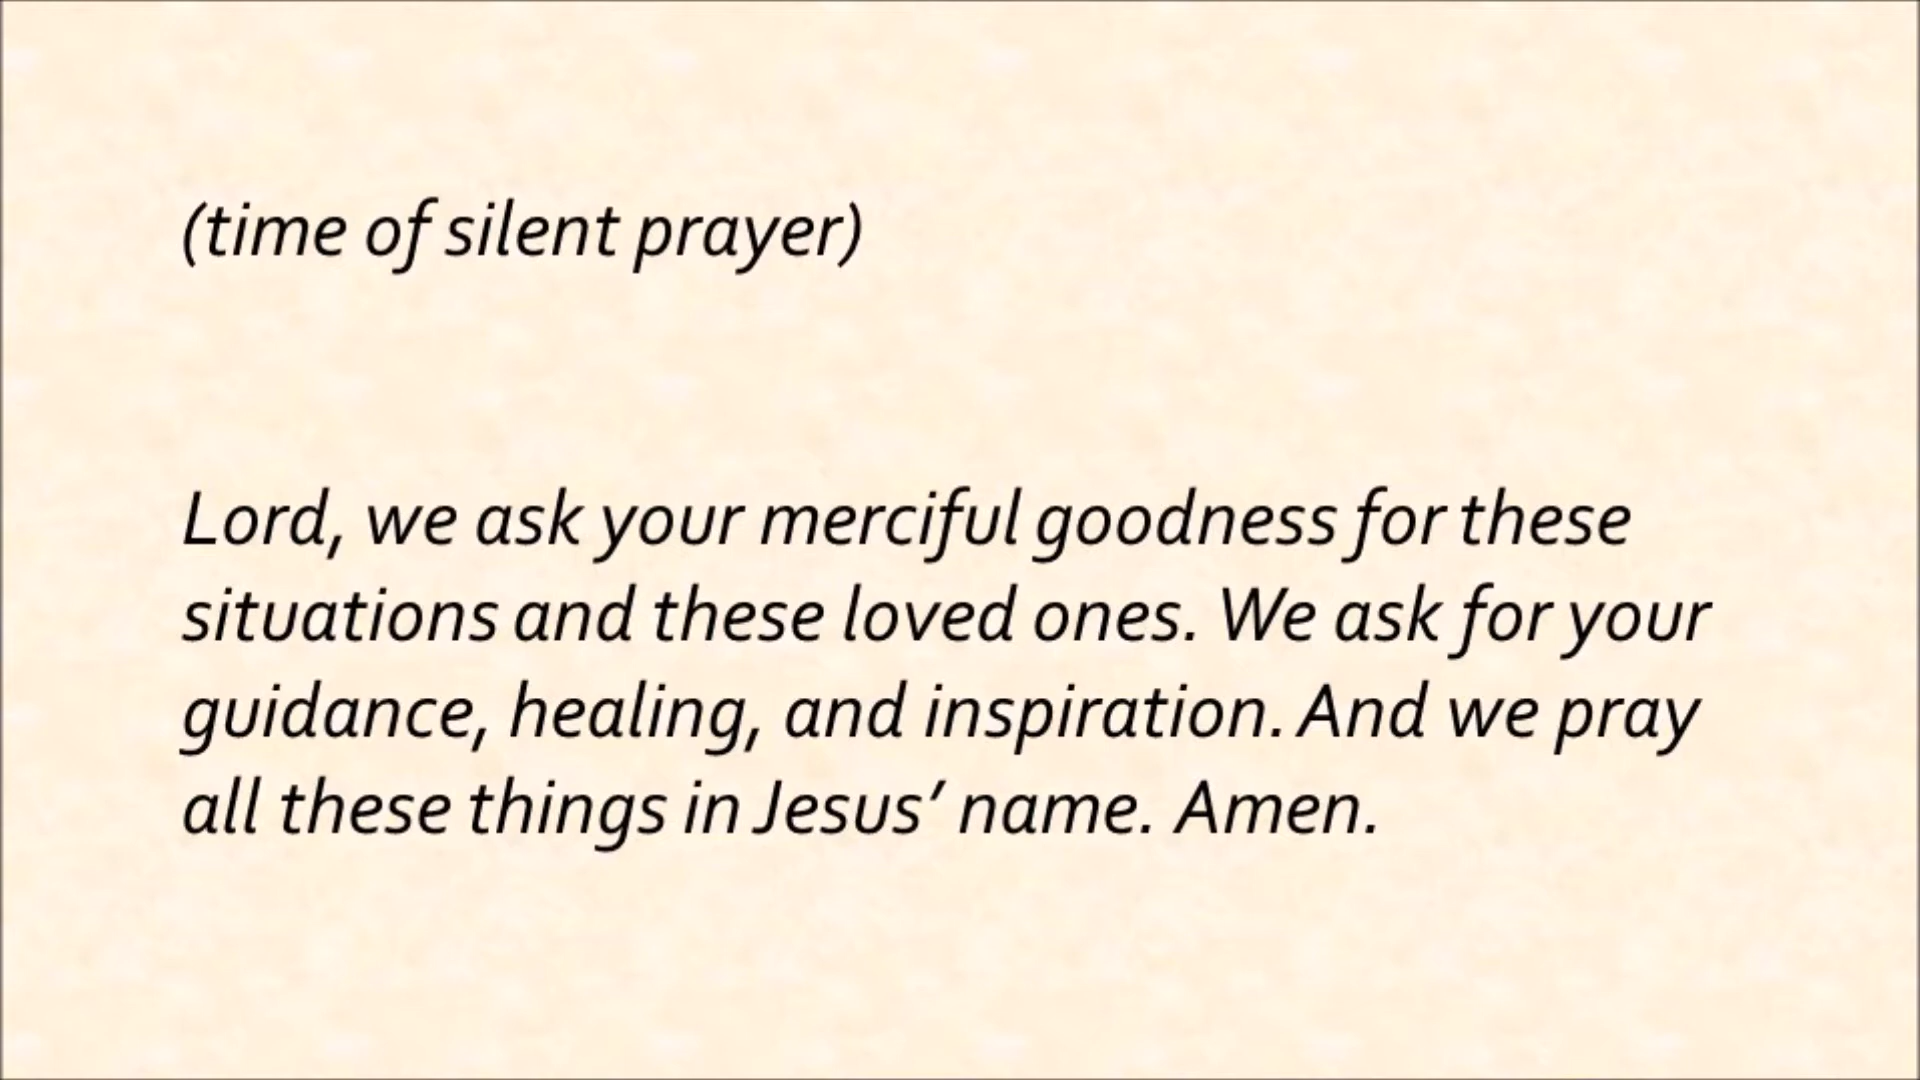 (time of silent prayer)
Lord, we ask your merciful goodness for these
situations and these loved ones. We ask for your
guidance, healing, and inspiration. And we pray
all these things in Jesus’ name. Amen.